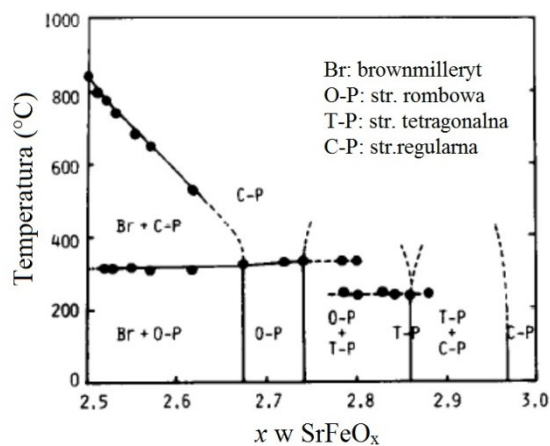 1000
800
600
400
200
0
Temperatura (°C)
Br: brownmilleryt
O-P: str. rombowa
T-P: str. tetragonalna
C-P: str.regularna
C-P
Br + C-P
Br + O-P
O-P
O-P
+
T-P
T-P
T-P
+
C-P
C-P
2.5 2.6 2.7 2.8 2.9 3.0
x w SrFeOx